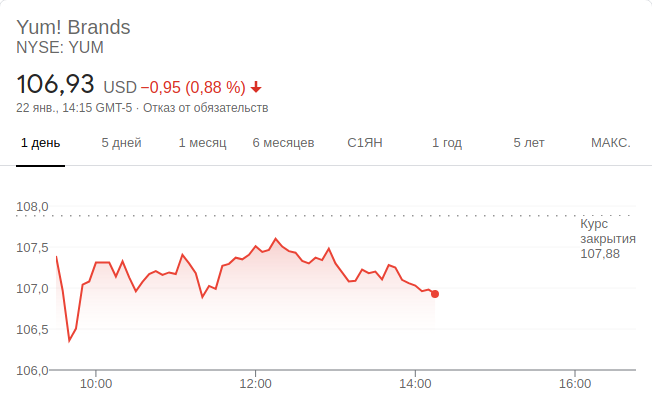 Yum! Brands
NYSE: YUM
106,93 USD −0,95 (0,88 %)
22 янв., 14:15 GMT-5 · Отказ от обязательств
1 день 5 дней 1 месяц 6 месяцев С1ЯН 1 год 5 лет МАКС.
108,0
Курс
закрытия
107,88
107,5
107,0
106,5
106,0
10:00 12:00 14:00 16:00